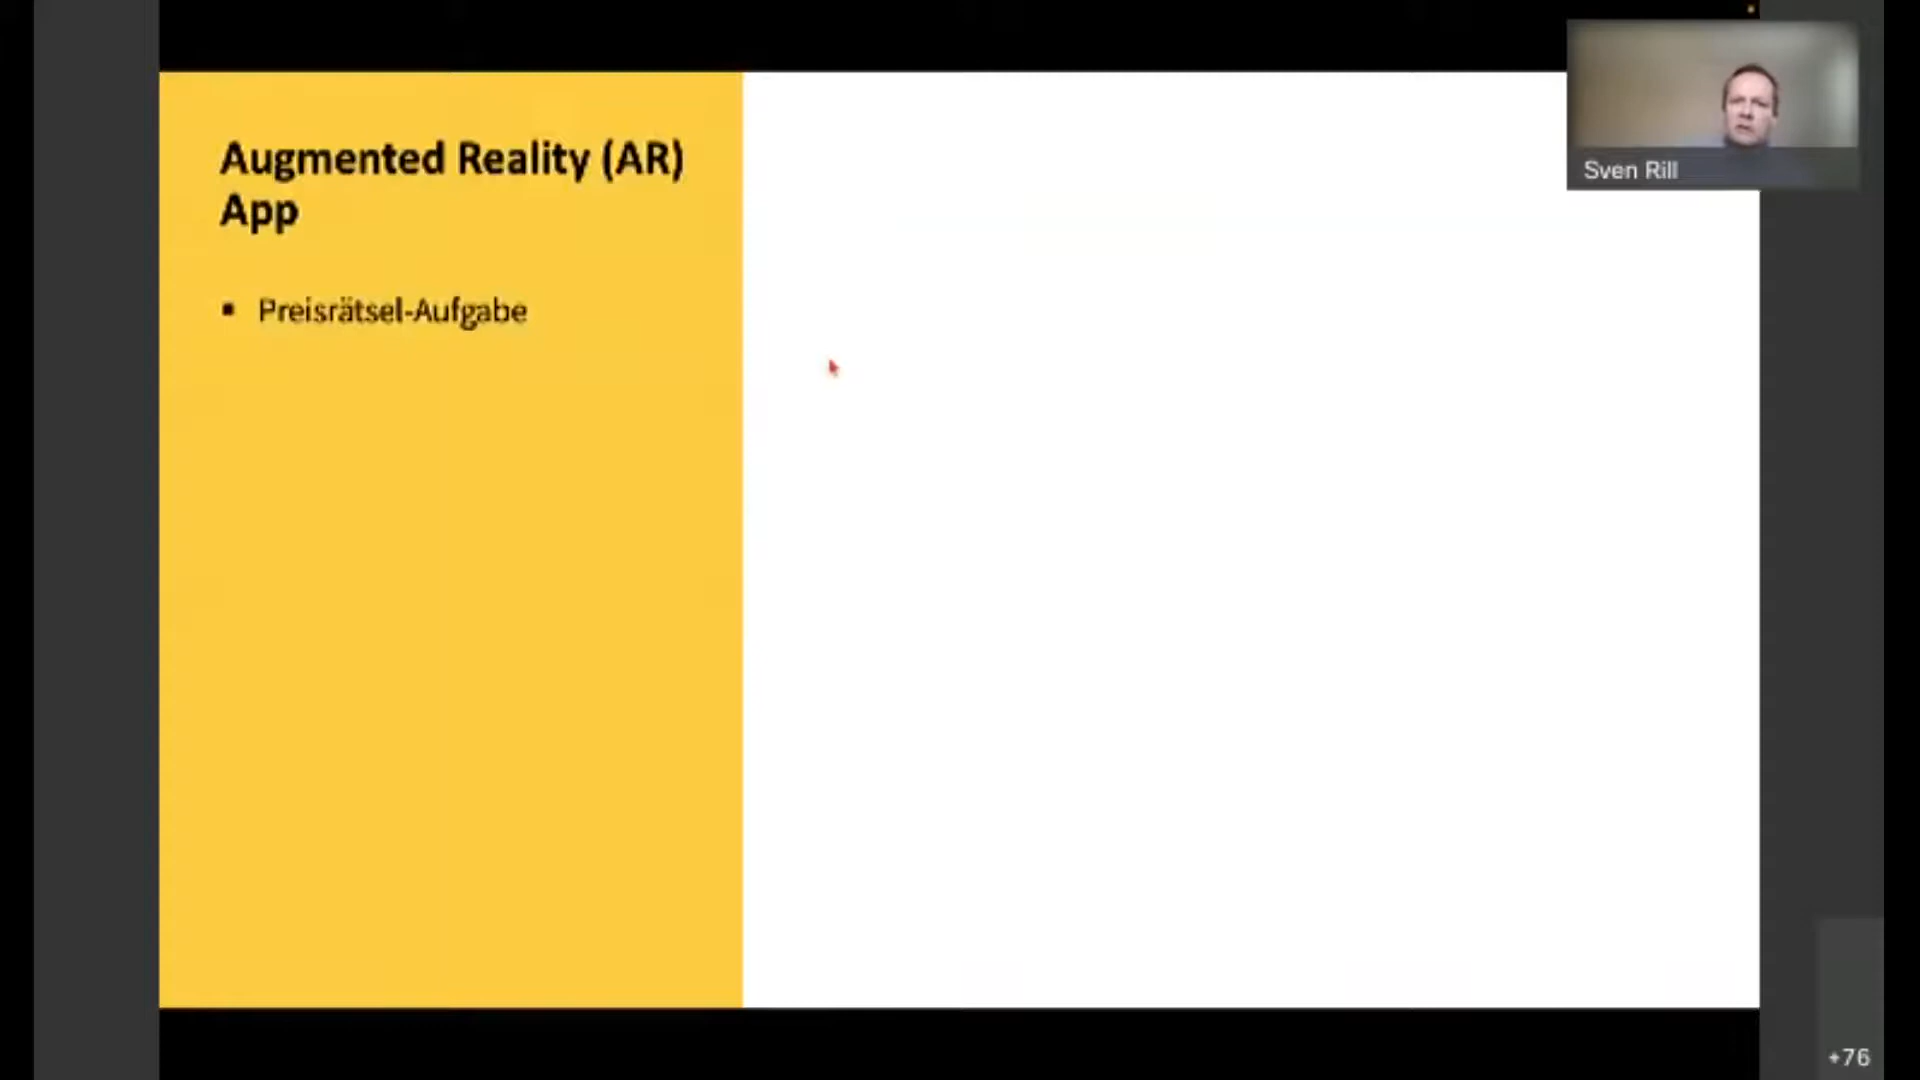 Augmented Reality (AR)
App
▪ Preisrätsel-Aufgabe
Sven Rill
+76